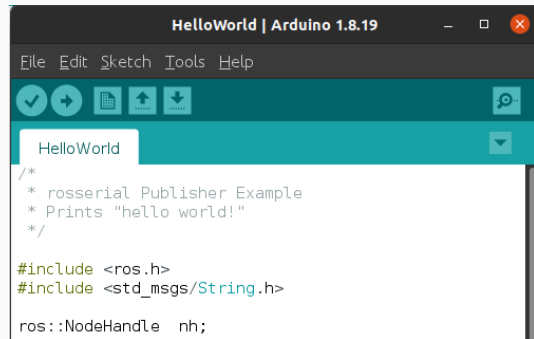 HelloWorld | Arduino 1.8.19
File Edit Sketch Tools Help
HelloWorld
/*
 * rosserial Publisher Example
 * Prints "hello world!"
 */

#include <ros.h>
#include <std_msgs/String.h>

ros::NodeHandle  nh;